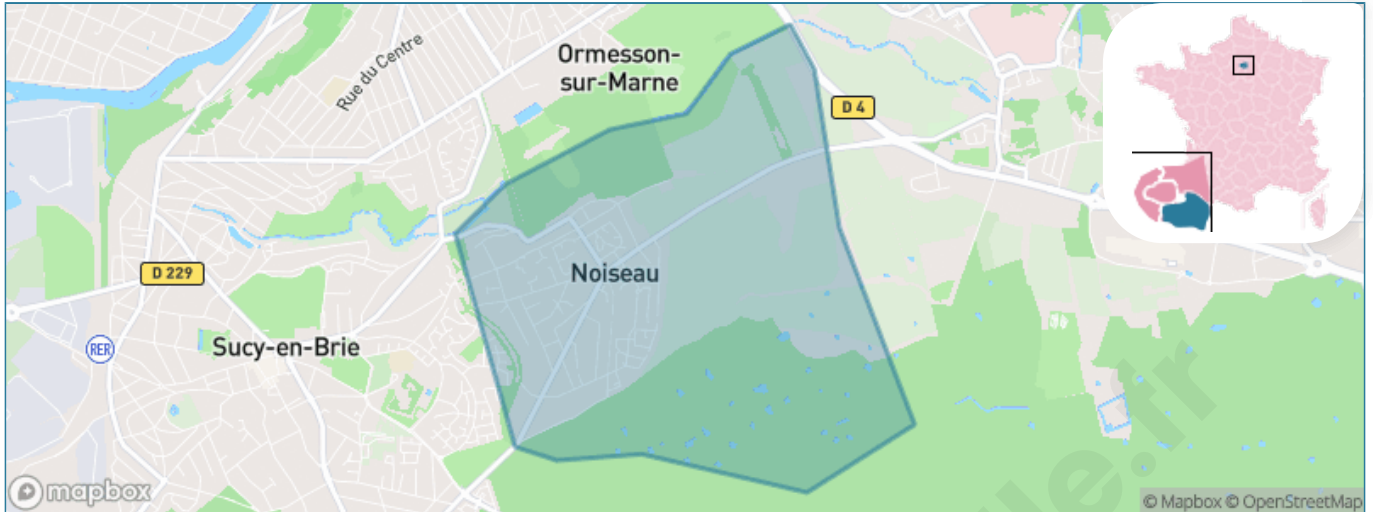 Rue du Centre
Ormesson-
sur-Marne
D 4
Noiseau
D 229
RER
Sucy-en-Brie
mapbox
© Mapbox © OpenStreetMap